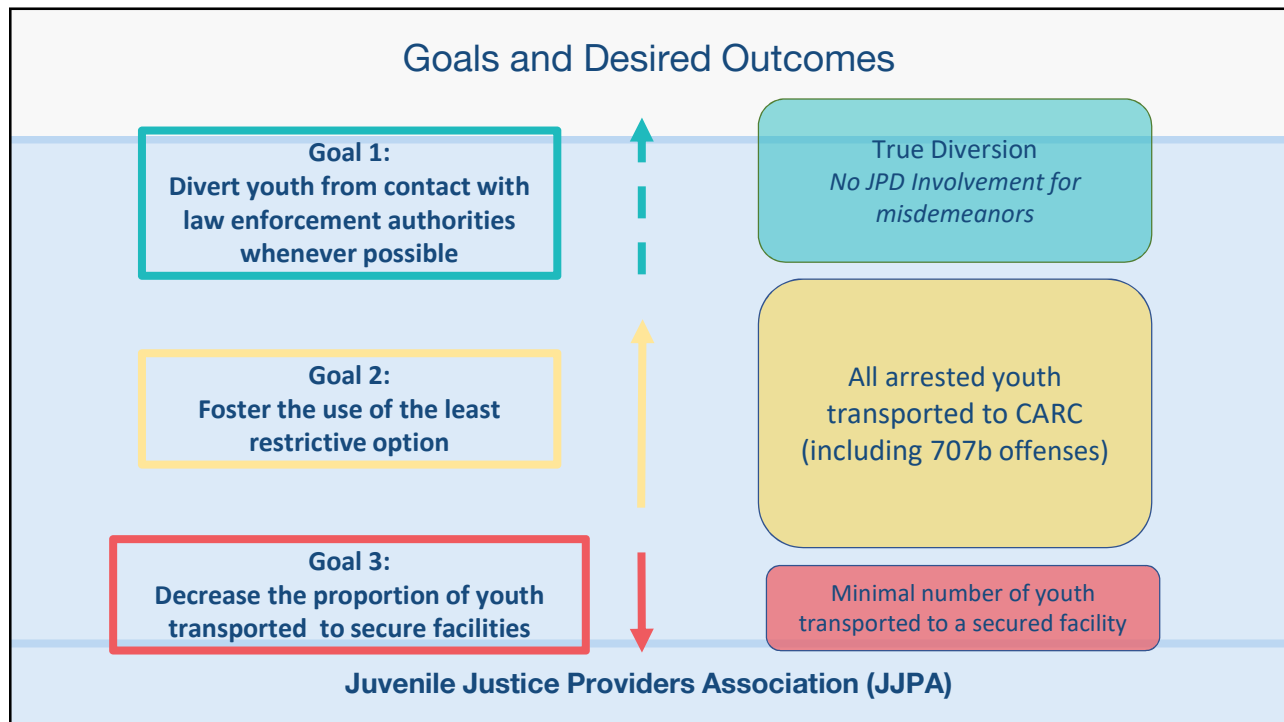 Goals and Desired Outcomes
Goal 1:
Divert youth from contact with
law enforcement authorities
whenever possible
True Diversion
No JPD Involvement for
misdemeanors
Goal 2:
Foster the use of the least
restrictive option
All arrested youth
transported to CARC
(including 707b offenses)
Goal 3:
Decrease the proportion of youth
transported to secure facilities
Minimal number of youth
transported to a secured facility
Juvenile Justice Providers Association (JJPA)